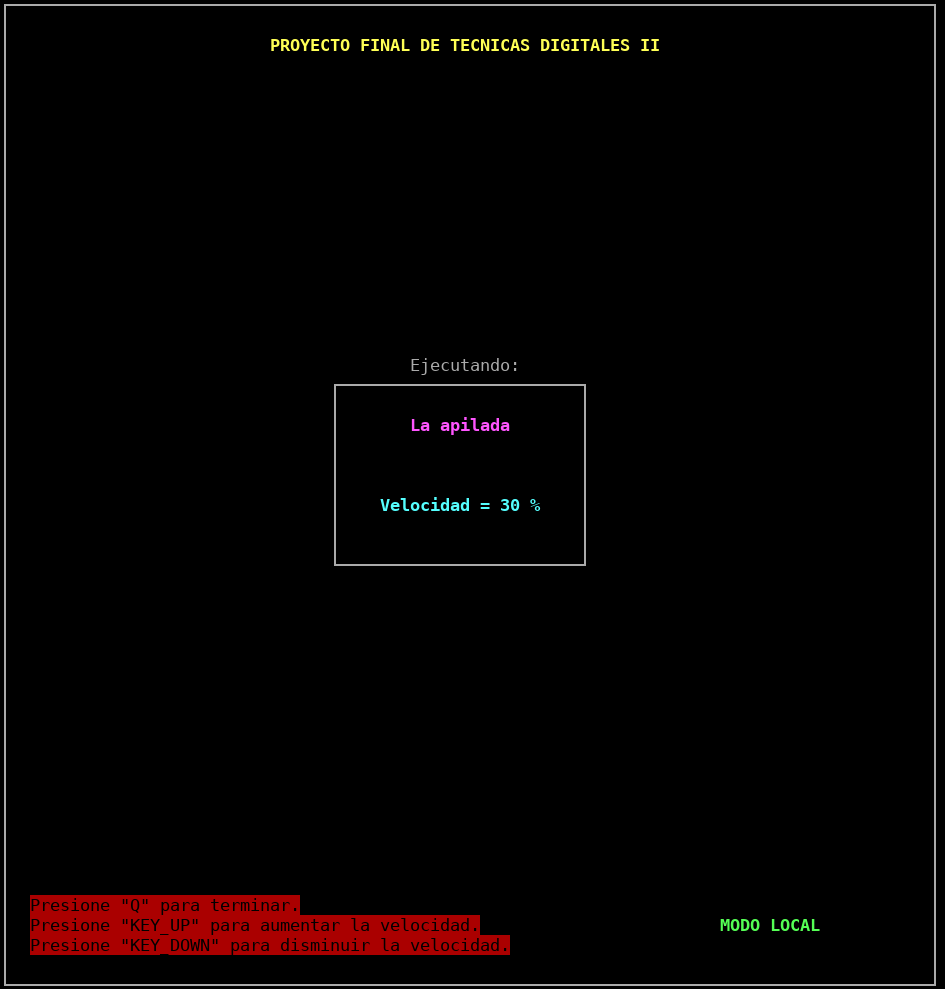 PROYECTO FINAL DE TECNICAS DIGITALES II
Ejecutando:
La apilada
Velocidad = 30 %
Presione "Q" para terminar.
Presione "KEY_UP" para aumentar la velocidad.
MODO LOCAL
Presione "KEY_DOWN" para disminuir la velocidad.